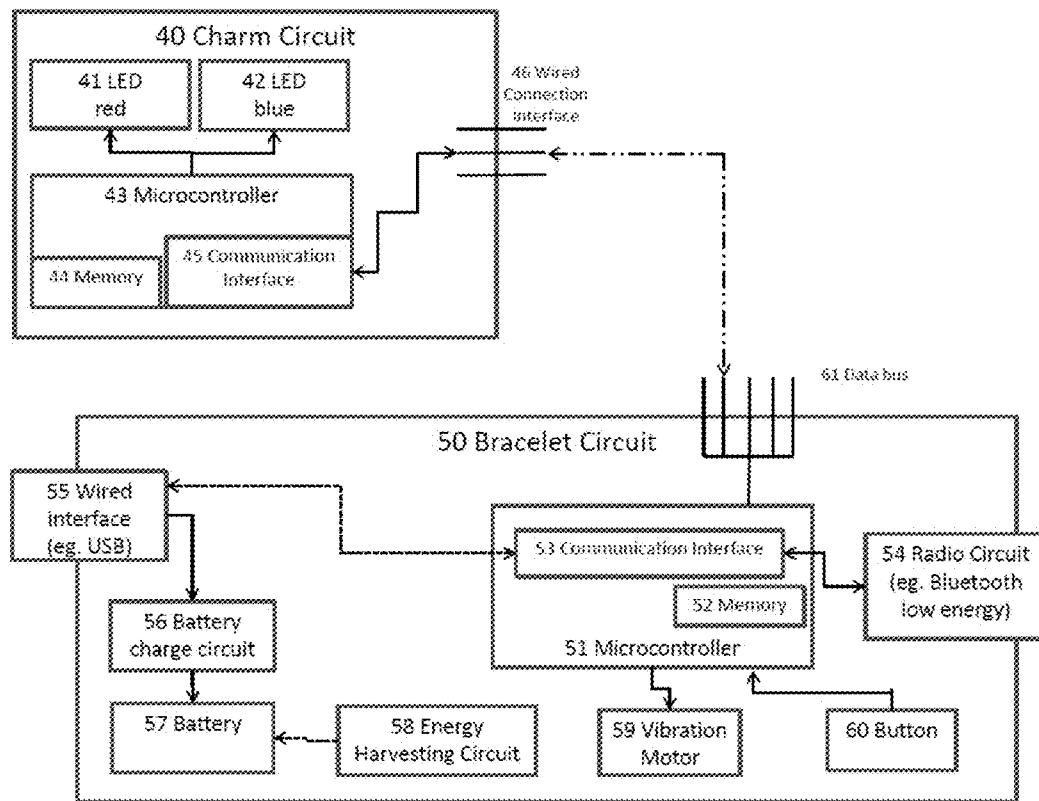 40 Charm Circuit
41 LED
red
42 LED
blue
46 Wired
Connection
Interface
43 Microcontroller
45 Communication
Interface
44 Memory
61 Data bus
50 Bracelet Circuit
55 Wired
interface
(eg. USB)
53 Communication Interface
54 Radio Circuit
(eg. Bluetooth
low energy)
52 Memory
51 Microcontroller
56 Battery
charge circuit
57 Battery
58 Energy
Harvesting Circuit
59 Vibration
Motor
60 Button